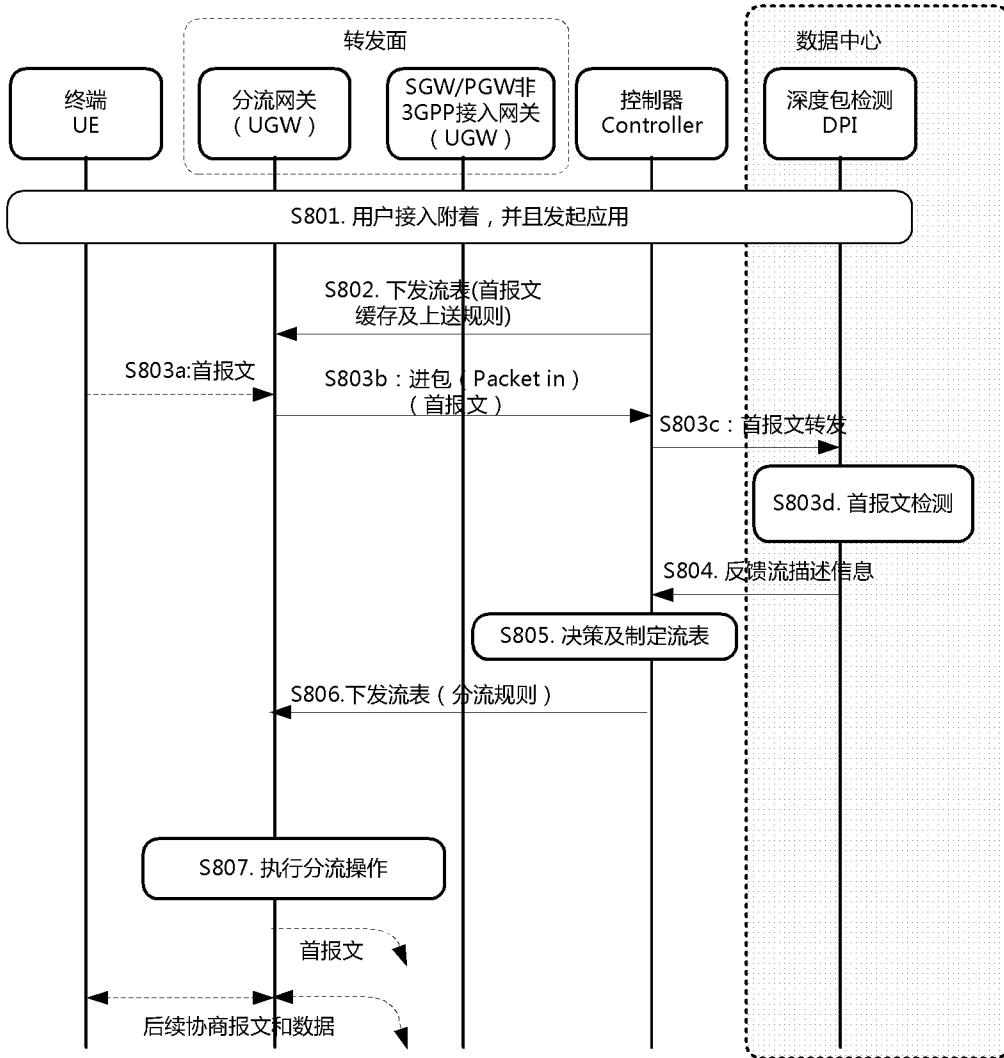 转发面
数据中心
终端
UE
分流网关
（UGW）
SGW/PGW非
3GPP接入网关
（UGW）
控制器
Controller
深度包检测
DPI
S801. 用户接入附着，并且发起应用
S802. 下发流表(首报文
缓存及上送规则)
S803a:首报文
S803b：进包（Packet in）
（首报文）
S803c：首报文转发
S803d. 首报文检测
S804. 反馈流描述信息
S805. 决策及制定流表
S806.下发流表（分流规则）
S807. 执行分流操作
首报文
后续协商报文和数据